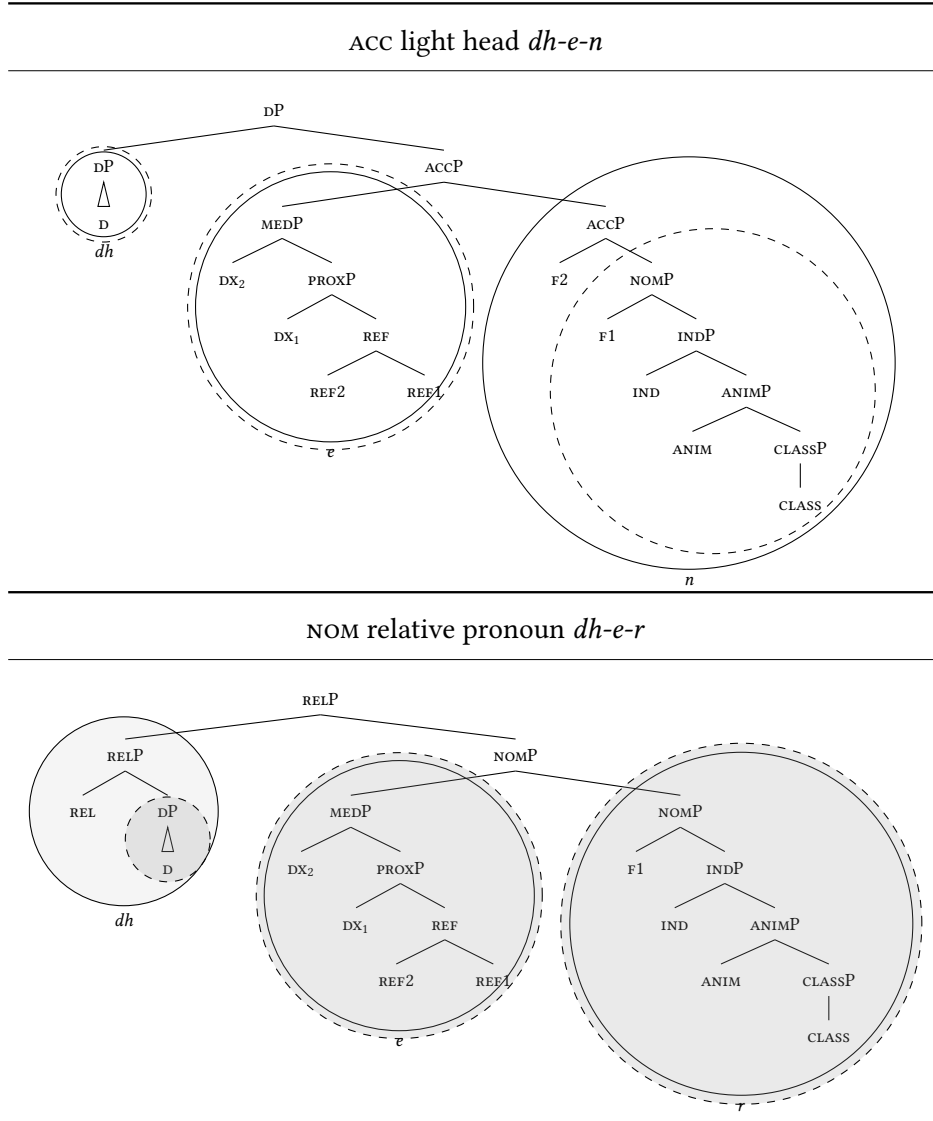 ACC light head dh-e-n
DP
DP ACCP
D MEDP ACCP
dh
DX₂ PROXP F2 NOMP
DX₁ REF F1 INDP
REF2 REF1 IND ANIMP
e ANIM CLASSP
CLASS
n
NOM relative pronoun dh-e-r
RELP
RELP NOMP
REL DP MEDP NOMP
D DX₂ PROXP F1 INDP
dh DX₁ REF IND ANIMP
REF2 REF1 ANIM CLASSP
e CLASS
r